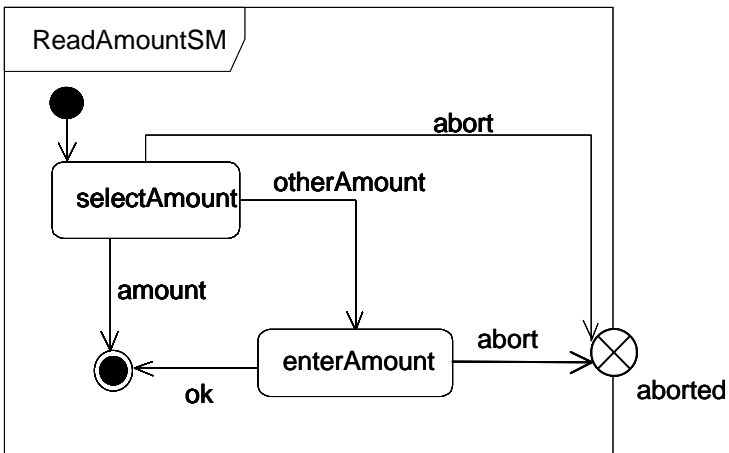 ReadAmountSM
abort
otherAmount
selectAmount
amount
abort
enterAmount
aborted
ok